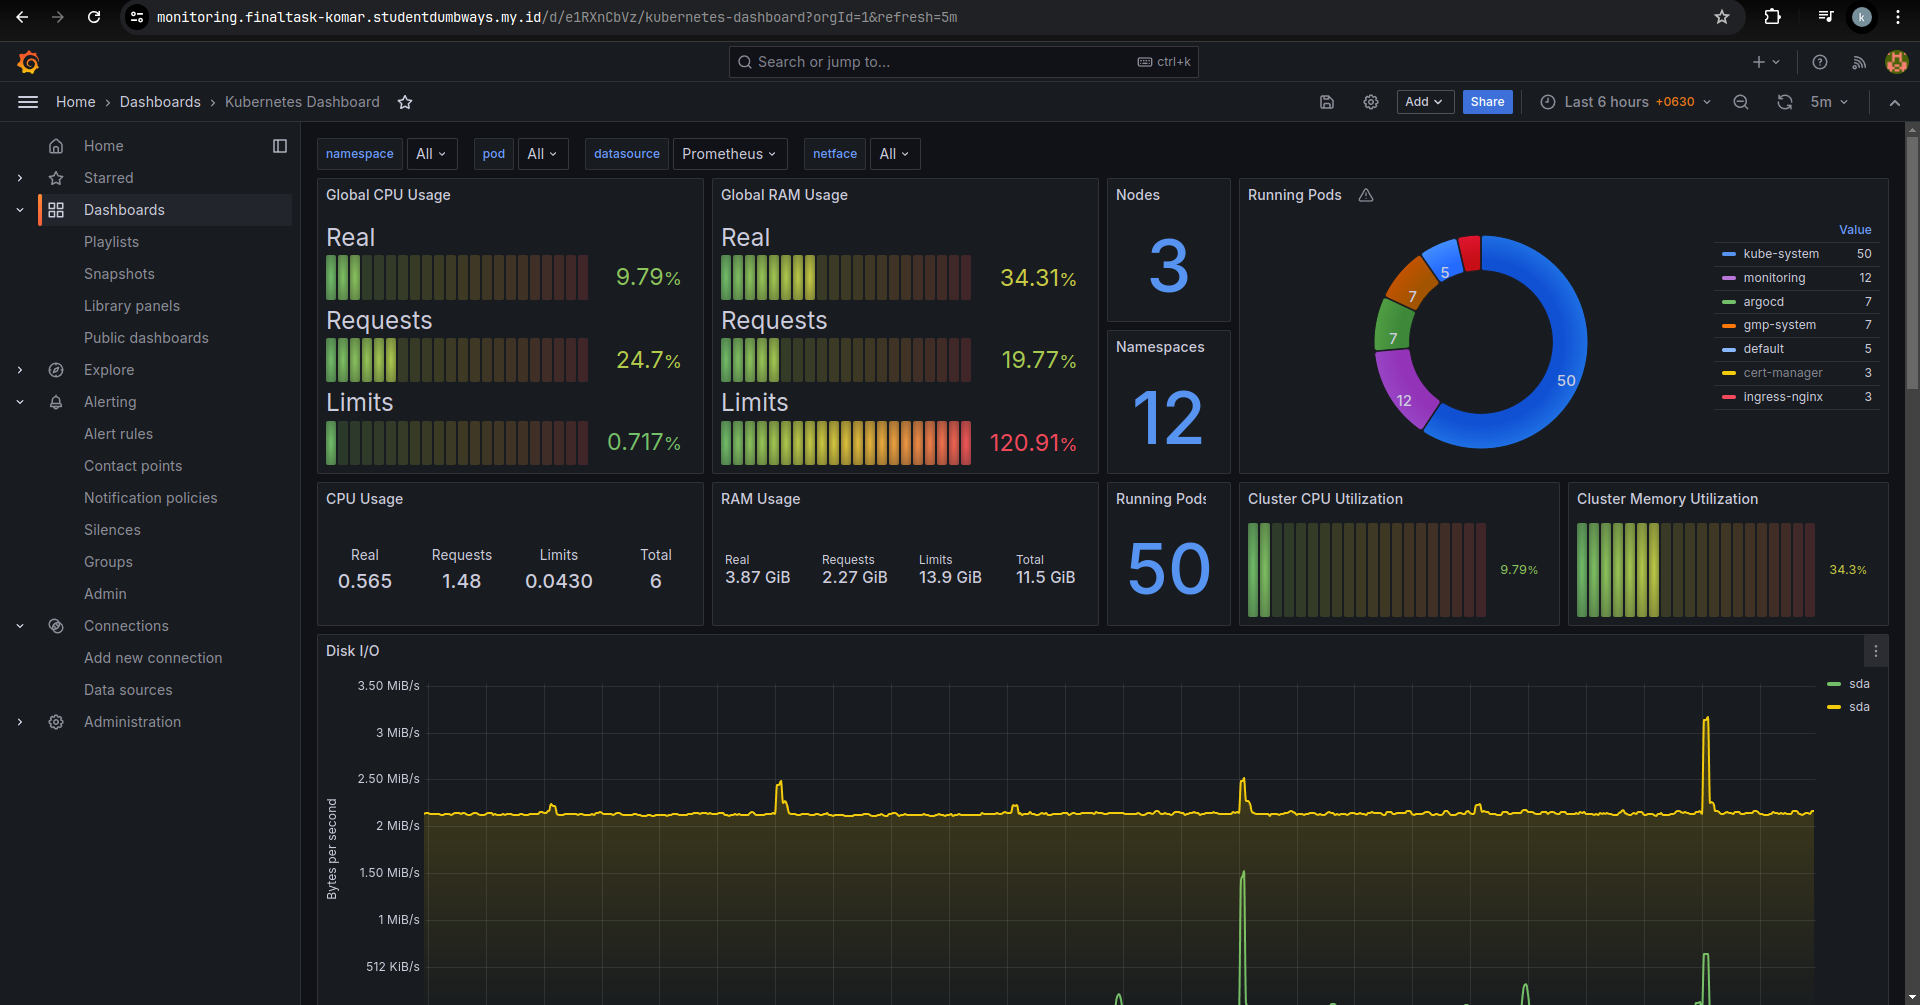 monitoring.finaltask-komar.studentdumbways.my.id/d/e1RXnCbVz/kubernetes-dashboard?orgId=1&refresh=5m
k
Search or jump to...
ctrl+k
Home › Dashboards › Kubernetes Dashboard
Add
Share
Last 6 hours +0630
5m
Home
Starred
Dashboards
Playlists
Snapshots
Library panels
Public dashboards
Explore
Alerting
Alert rules
Contact points
Notification policies
Silences
Groups
Admin
Connections
Add new connection
Data sources
Administration
namespace All pod All datasource Prometheus netface All
Global CPU Usage
Real
9.79%
Requests
24.7%
Limits
0.717%
Global RAM Usage
Real
34.31%
Requests
19.77%
Limits
120.91%
Nodes
3
Namespaces
12
Running Pods
5
7
7
12
50
Value
kube-system 50
monitoring 12
argocd 7
gmp-system 7
default 5
cert-manager 3
ingress-nginx 3
CPU Usage
Real Requests Limits Total
0.565 1.48 0.0430 6
RAM Usage
Real Requests Limits Total
3.87 GiB 2.27 GiB 13.9 GiB 11.5 GiB
Running Pods
50
Cluster CPU Utilization
9.79%
Cluster Memory Utilization
34.3%
Disk I/O
Bytes per second
3.50 MiB/s
3 MiB/s
2.50 MiB/s
2 MiB/s
1.50 MiB/s
1 MiB/s
512 KiB/s
sda
sda